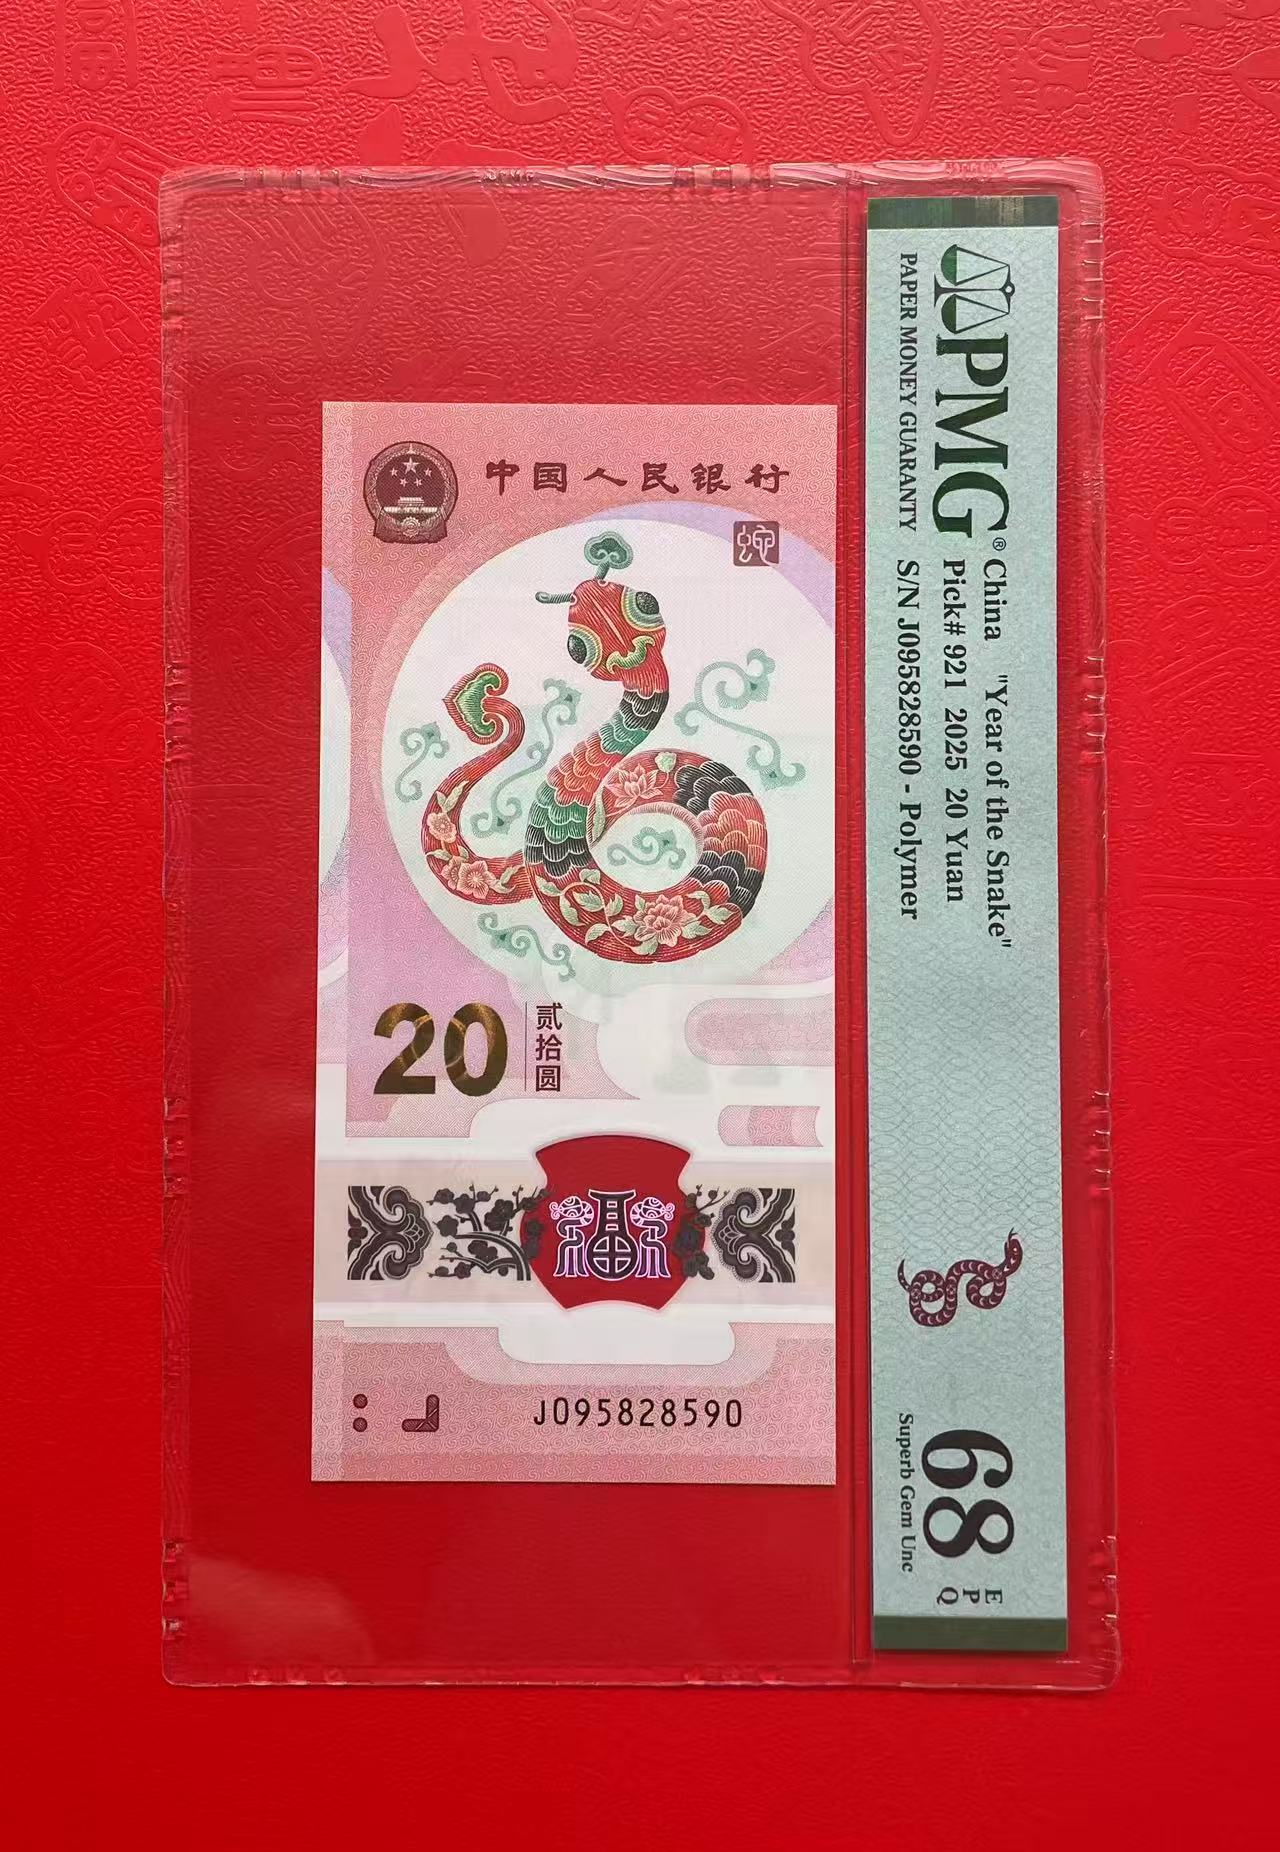 中国人民银行
蛇
20
贰拾圆
J095828590
PMG®
PAPER MONEY GUARANTY
China "Year of the Snake"
Pick# 921 2025 20 Yuan
S/N J095828590 - Polymer
68
EPQ
Superb Gem Unc